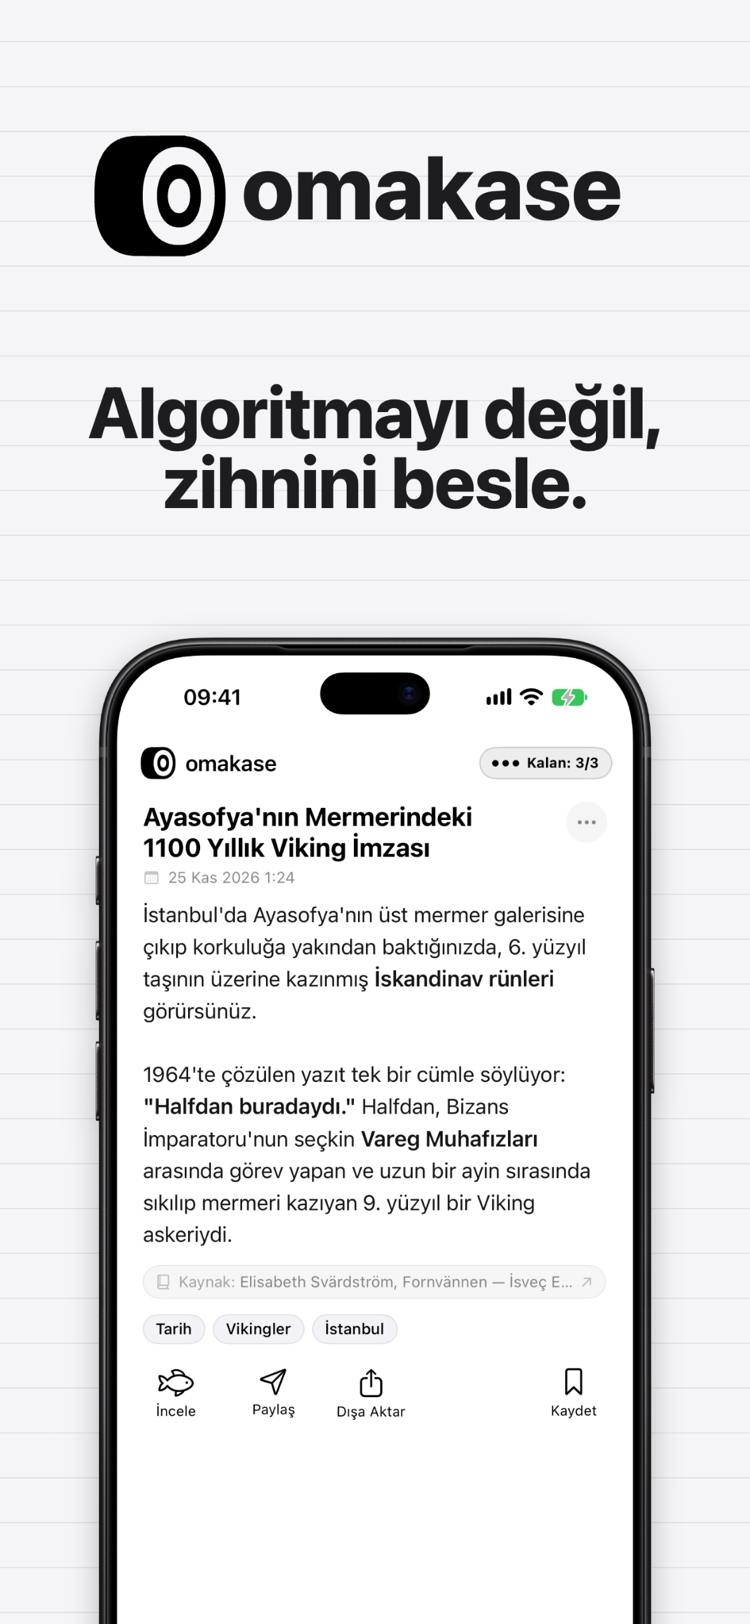 omakase
Algoritmayı değil,
zihnini besle.
09:41
omakase
Kalan: 3/3
Ayasofya'nın Mermerindeki
1100 Yıllık Viking İmzası
25 Kas 2026 1:24
İstanbul'da Ayasofya'nın üst mermer galerisine
çıkıp korkuluğa yakından baktığınızda, 6. yüzyıl
taşının üzerine kazınmış İskandinav rünleri
görürsünüz.
1964'te çözülen yazıt tek bir cümle söylüyor:
"Halfdan buradaydı." Halfdan, Bizans
İmparatoru'nun seçkin Vareg Muhafızları
arasında görev yapan ve uzun bir ayin sırasında
sıkılıp mermeri kazıyan 9. yüzyıl bir Viking
askeriydi.
Kaynak: Elisabeth Svärdström, Fornvännen — İsveç E...
Tarih
Vikingler
İstanbul
İncele
Paylaş
Dışa Aktar
Kaydet